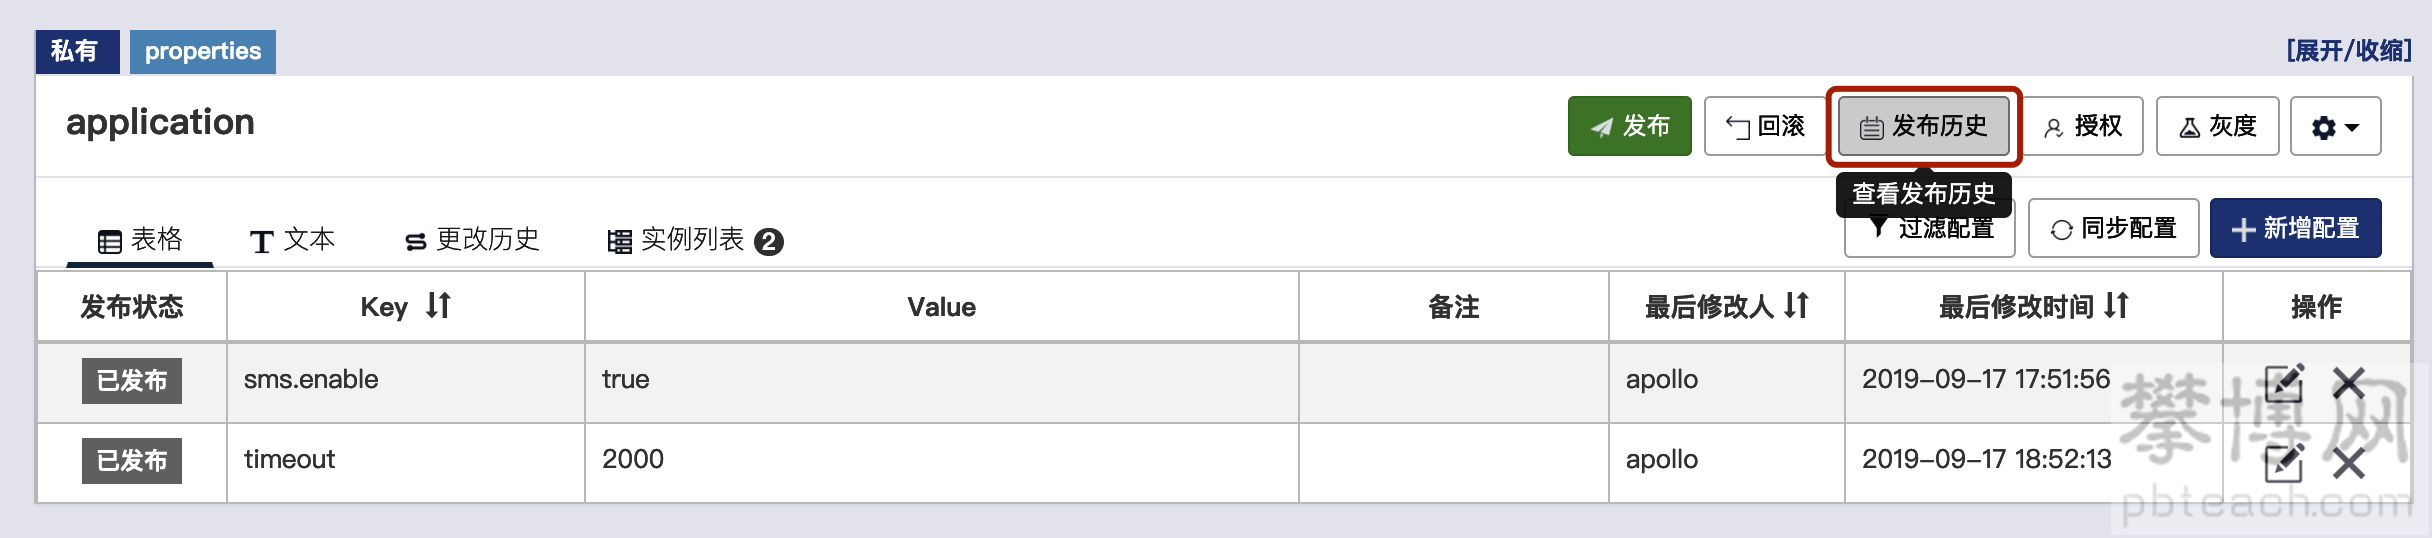 私有 properties [展开/收缩]
application 发布 回滚 发布历史 授权 灰度
查看发布历史
表格 文本 更改历史 实例列表 2 过滤配置 同步配置 新增配置
发布状态 Key Value 备注 最后修改人 最后修改时间 操作
已发布 sms.enable true apollo 2019-09-17 17:51:56
已发布 timeout 2000 apollo 2019-09-17 18:52:13
攀博网
pbteach.com